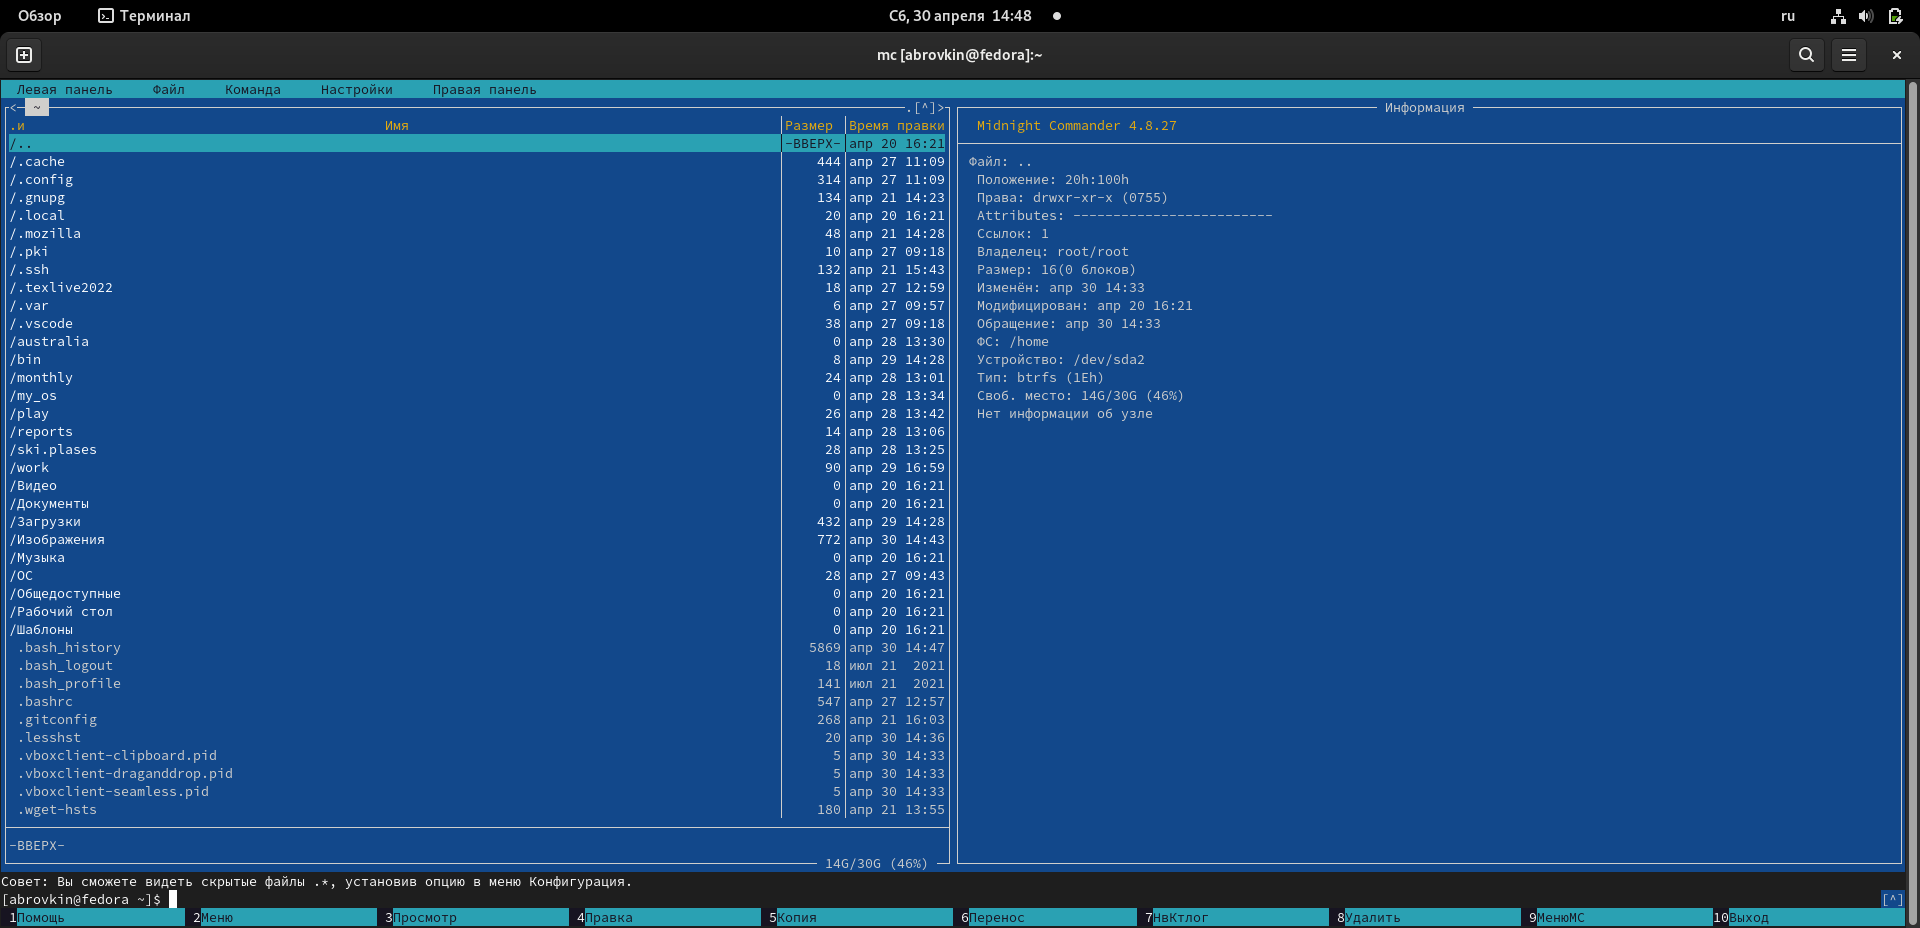 Обзор Терминал Сб, 30 апреля 14:48 ru
mc [abrovkin@fedora]:~
Левая панель Файл Команда Настройки Правая панель
<─ ~ .[^]> Информация
.и Имя Размер Время правки Midnight Commander 4.8.27
/.. -ВВЕРХ- апр 20 16:21
/.cache 444 апр 27 11:09 Файл: ..
/.config 314 апр 27 11:09 Положение: 20h:100h
/.gnupg 134 апр 21 14:23 Права: drwxr-xr-x (0755)
/.local 20 апр 20 16:21 Attributes: -------------------------
/.mozilla 48 апр 21 14:28 Ссылок: 1
/.pki 10 апр 27 09:18 Владелец: root/root
/.ssh 132 апр 21 15:43 Размер: 16(0 блоков)
/.texlive2022 18 апр 27 12:59 Изменён: апр 30 14:33
/.var 6 апр 27 09:57 Модифицирован: апр 20 16:21
/.vscode 38 апр 27 09:18 Обращение: апр 30 14:33
/australia 0 апр 28 13:30 ФС: /home
/bin 8 апр 29 14:28 Устройство: /dev/sda2
/monthly 24 апр 28 13:01 Тип: btrfs (1Eh)
/my_os 0 апр 28 13:34 Своб. место: 14G/30G (46%)
/play 26 апр 28 13:42 Нет информации об узле
/reports 14 апр 28 13:06
/ski.plases 28 апр 28 13:25
/work 90 апр 29 16:59
/Видео 0 апр 20 16:21
/Документы 0 апр 20 16:21
/Загрузки 432 апр 29 14:28
/Изображения 772 апр 30 14:43
/Музыка 0 апр 20 16:21
/ОС 28 апр 27 09:43
/Общедоступные 0 апр 20 16:21
/Рабочий стол 0 апр 20 16:21
/Шаблоны 0 апр 20 16:21
.bash_history 5869 апр 30 14:47
.bash_logout 18 июл 21 2021
.bash_profile 141 июл 21 2021
.bashrc 547 апр 27 12:57
.gitconfig 268 апр 21 16:03
.lesshst 20 апр 30 14:36
.vboxclient-clipboard.pid 5 апр 30 14:33
.vboxclient-draganddrop.pid 5 апр 30 14:33
.vboxclient-seamless.pid 5 апр 30 14:33
.wget-hsts 180 апр 21 13:55
-ВВЕРХ-
14G/30G (46%)
Совет: Вы сможете видеть скрытые файлы .*, установив опцию в меню Конфигурация.
[abrovkin@fedora ~]$ [^]
1Помощь 2Меню 3Просмотр 4Правка 5Копия 6Перенос 7НвКтлог 8Удалить 9МенюMC 10Выход